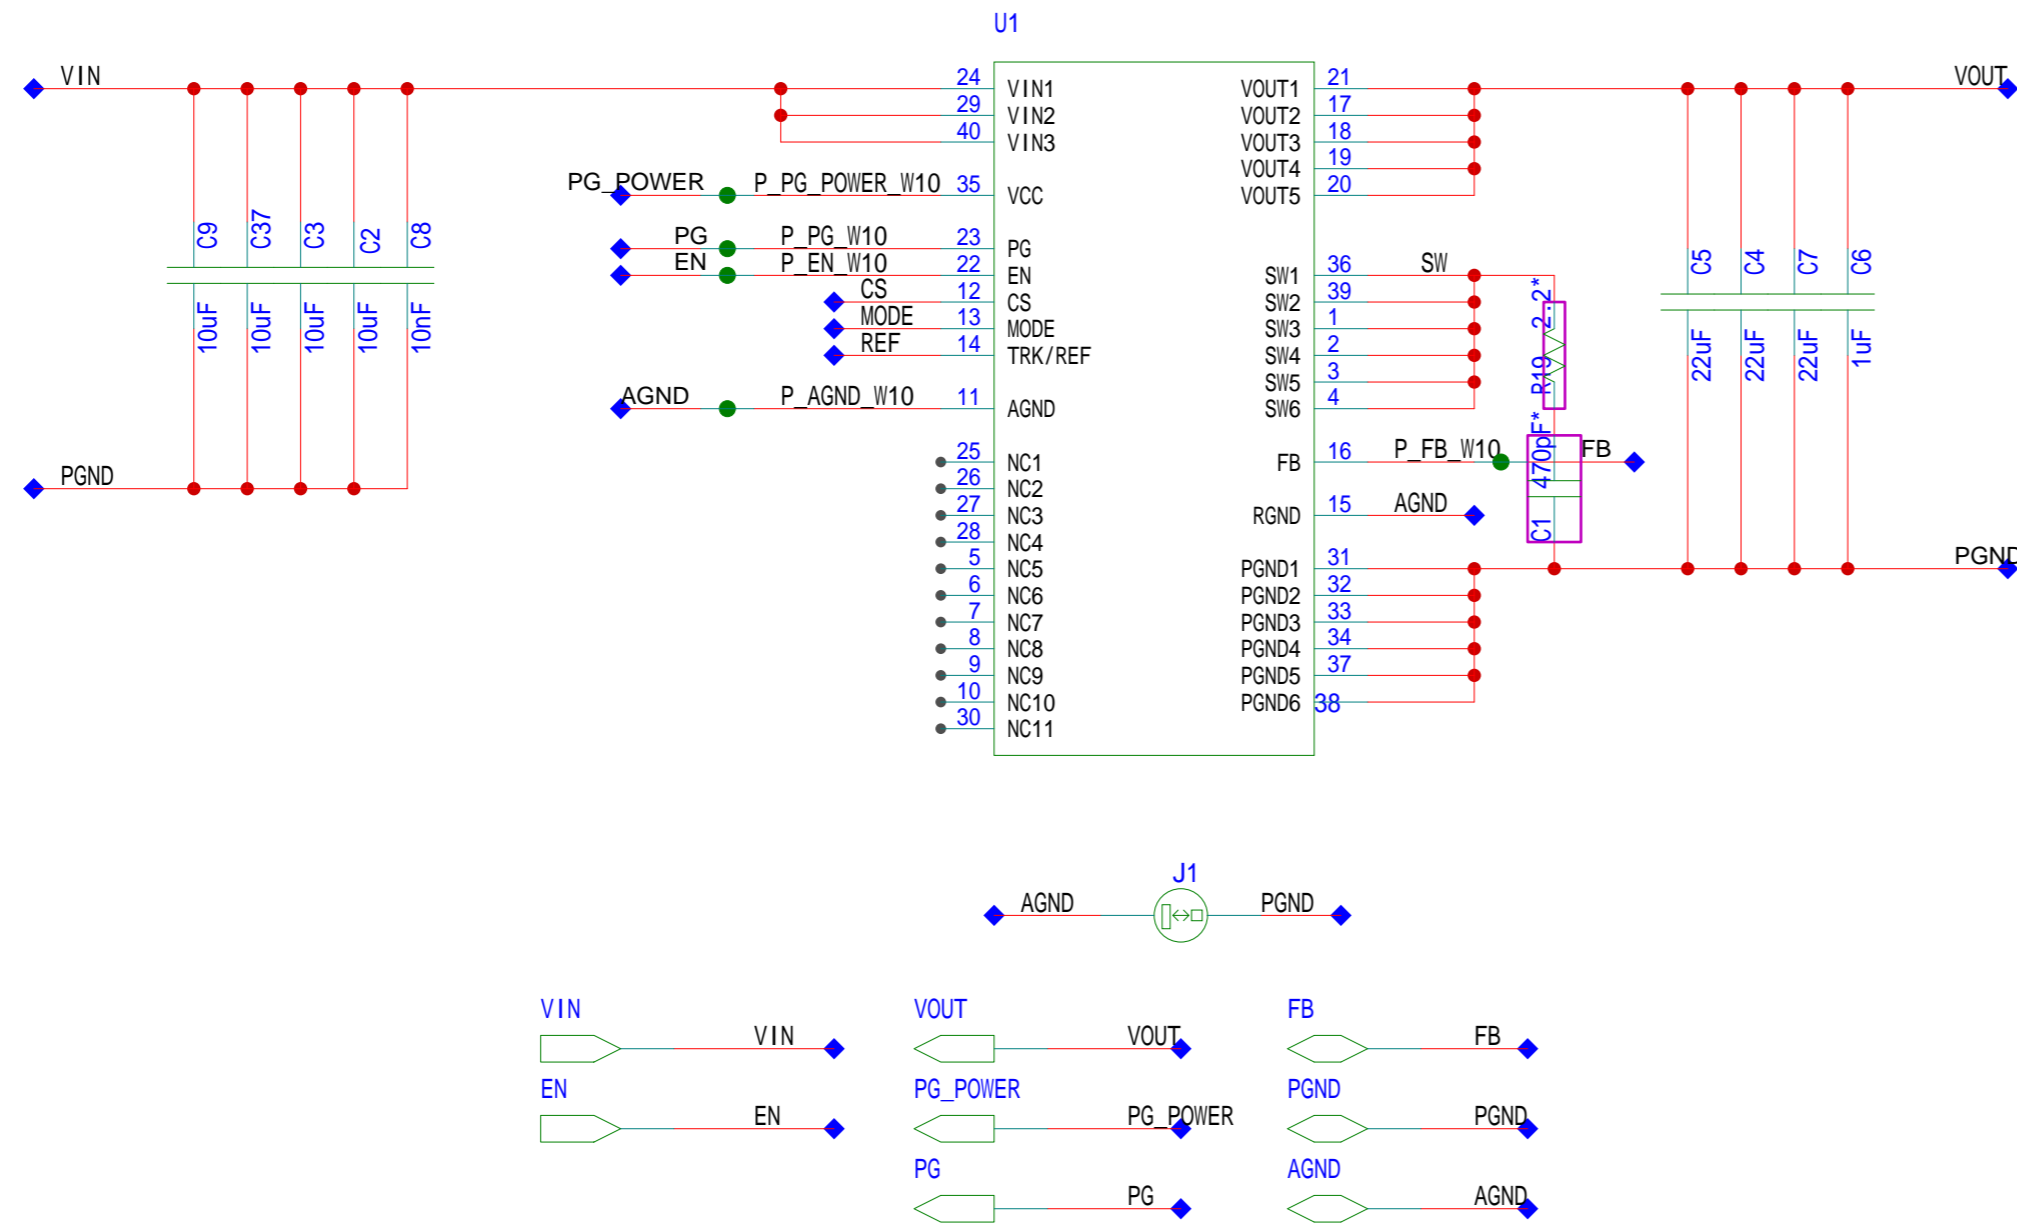 U1
VIN
24 VIN1
29 VIN2
40 VIN3
PG_POWER P_PG_POWER_W10 35 VCC
PG P_PG_W10 23 PG
EN P_EN_W10 22 EN
CS 12 CS
MODE 13 MODE
REF 14 TRK/REF
AGND P_AGND_W10 11 AGND
25 NC1
26 NC2
27 NC3
28 NC4
5 NC5
6 NC6
7 NC7
8 NC8
9 NC9
10 NC10
30 NC11
C9 10uF
C37 10uF
C3 10uF
C2 10uF
C8 10nF
PGND
VOUT1 21
VOUT2 17
VOUT3 18
VOUT4 19
VOUT5 20
VOUT
SW1 36 SW
SW2 39
SW3 1
SW4 2
SW5 3
SW6 4
FB 16 P_FB_W10 FB
RGND 15 AGND
PGND1 31
PGND2 32
PGND3 33
PGND4 34
PGND5 37
PGND6 38
R19 2.2*
C1 470pF*
C5 22uF
C4 22uF
C7 22uF
C6 1uF
PGND
J1
AGND PGND
VIN VIN
VOUT VOUT
FB FB
EN EN
PG_POWER PG_POWER
PGND PGND
PG PG
AGND AGND